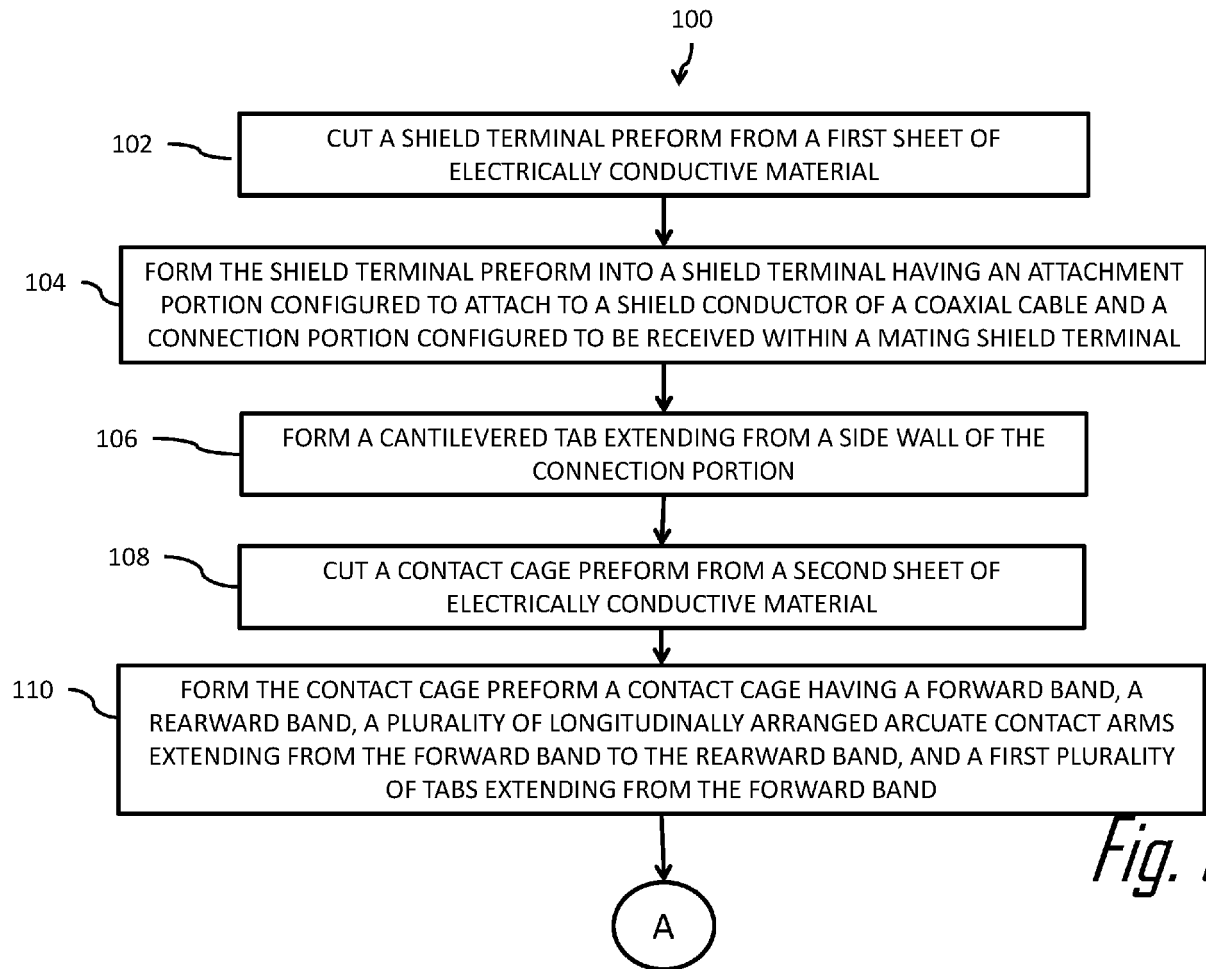 100
102
CUT A SHIELD TERMINAL PREFORM FROM A FIRST SHEET OF
ELECTRICALLY CONDUCTIVE MATERIAL
104
FORM THE SHIELD TERMINAL PREFORM INTO A SHIELD TERMINAL HAVING AN ATTACHMENT
PORTION CONFIGURED TO ATTACH TO A SHIELD CONDUCTOR OF A COAXIAL CABLE AND A
CONNECTION PORTION CONFIGURED TO BE RECEIVED WITHIN A MATING SHIELD TERMINAL
106
FORM A CANTILEVERED TAB EXTENDING FROM A SIDE WALL OF THE
CONNECTION PORTION
108
CUT A CONTACT CAGE PREFORM FROM A SECOND SHEET OF
ELECTRICALLY CONDUCTIVE MATERIAL
110
FORM THE CONTACT CAGE PREFORM A CONTACT CAGE HAVING A FORWARD BAND, A
REARWARD BAND, A PLURALITY OF LONGITUDINALLY ARRANGED ARCUATE CONTACT ARMS
EXTENDING FROM THE FORWARD BAND TO THE REARWARD BAND, AND A FIRST PLURALITY
OF TABS EXTENDING FROM THE FORWARD BAND
Fig.
A